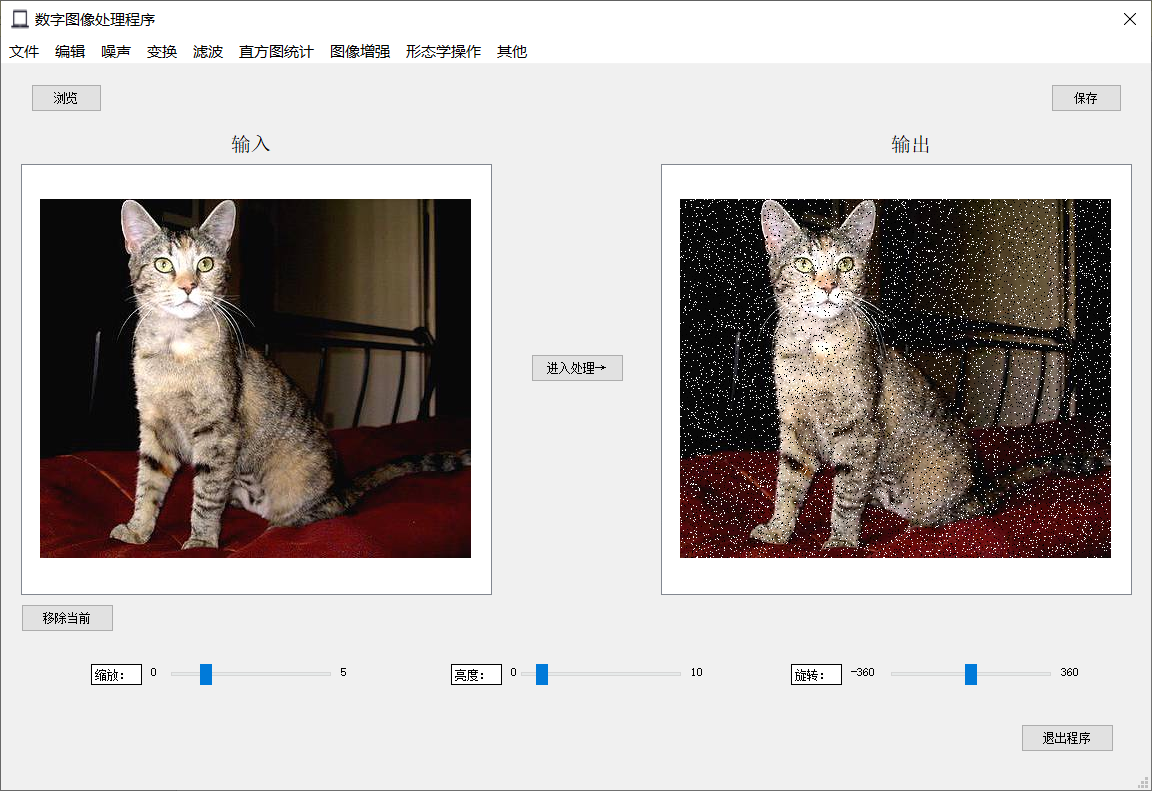 数字图像处理程序
文件 编辑 噪声 变换 滤波 直方图统计 图像增强 形态学操作 其他
浏览 保存
输入 输出
进入处理→
移除当前
缩放： 0 5 亮度： 0 10 旋转： -360 360
退出程序